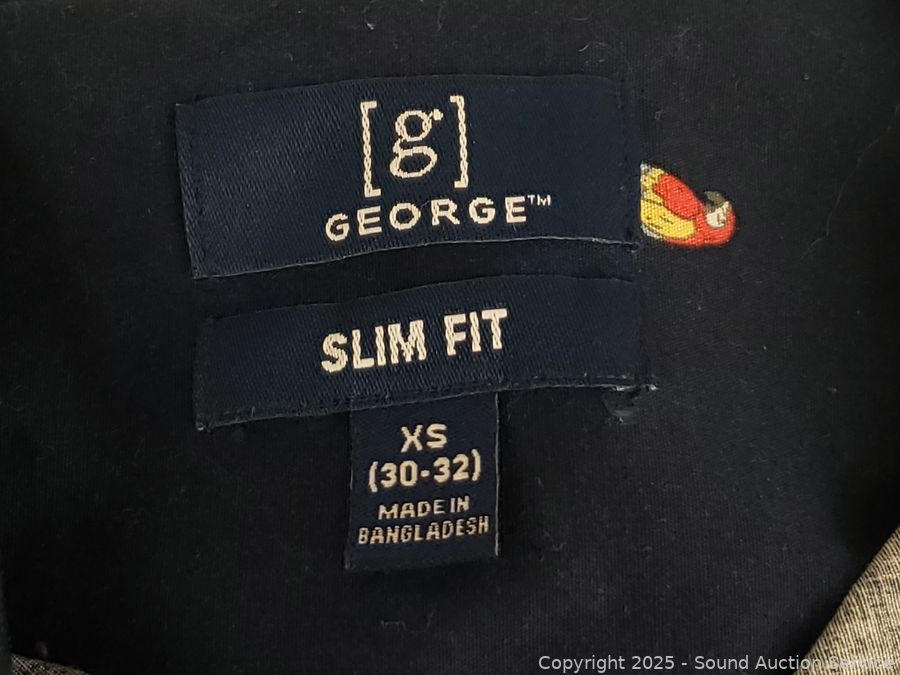 [g]
GEORGE™
SLIM FIT
XS
(30-32)
MADE IN
BANGLADESH
Copyright 2025 - Sound Auction Service